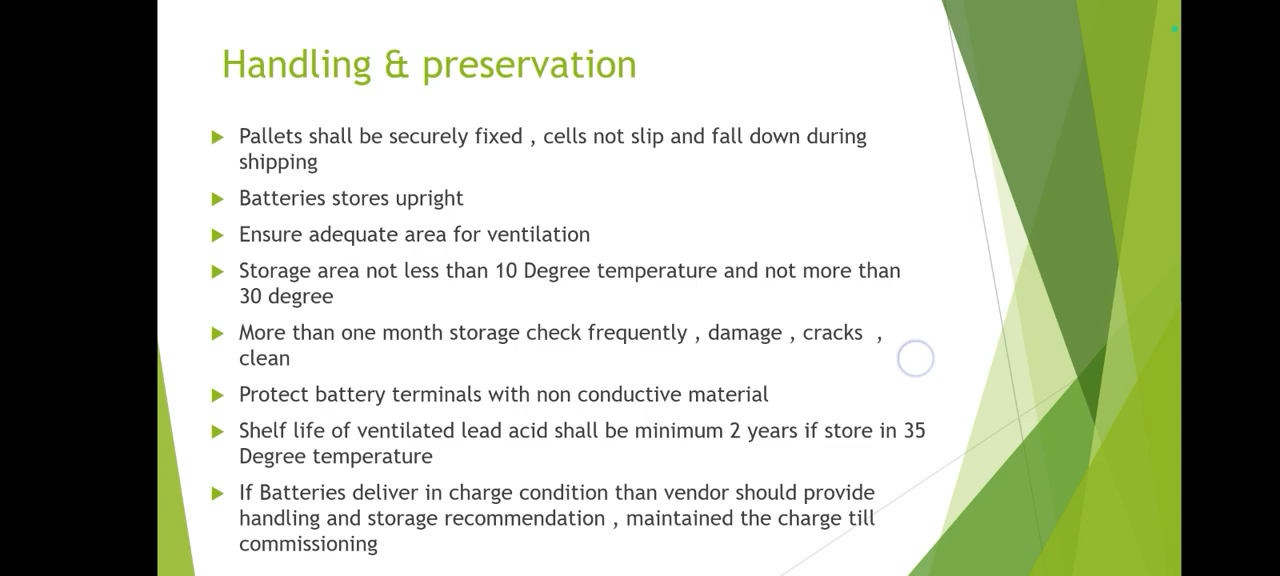 Handling & preservation
Pallets shall be securely fixed , cells not slip and fall down during
shipping
Batteries stores upright
Ensure adequate area for ventilation
Storage area not less than 10 Degree temperature and not more than
30 degree
More than one month storage check frequently , damage , cracks ,
clean
Protect battery terminals with non conductive material
Shelf life of ventilated lead acid shall be minimum 2 years if store in 35
Degree temperature
If Batteries deliver in charge condition than vendor should provide
handling and storage recommendation , maintained the charge till
commissioning